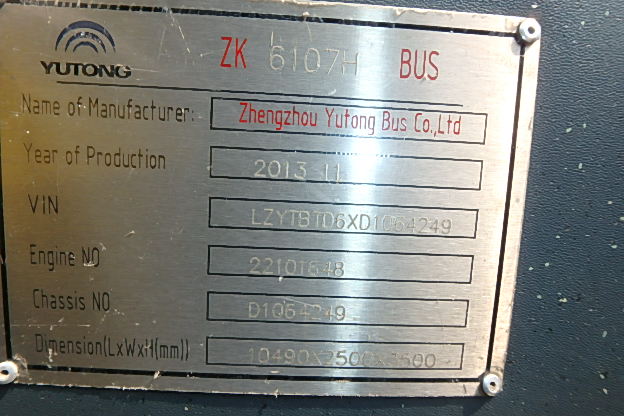 YUTONG
ZK 6107H BUS
Name of Manufacturer: Zhengzhou Yutong Bus Co.,Ltd
Year of Production 2013 11
VIN LZYTBT06XD1064249
Engine NO 22101648
Chassis NO D1064249
Dimension(LxWxH(mm)) 10490X2500X3500